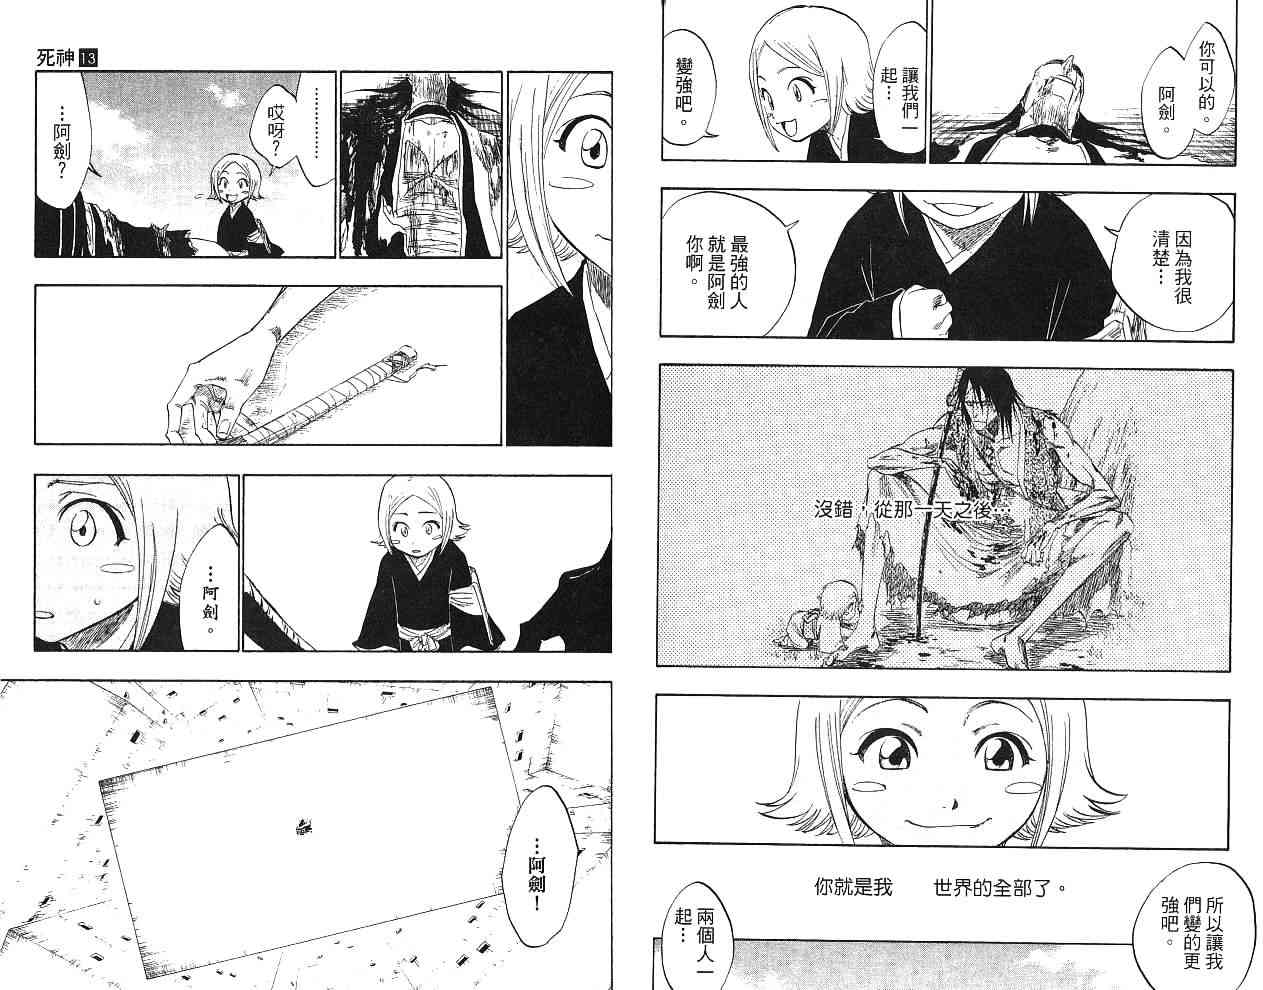 你可以的。
阿劍。
讓我們一
起…
變強吧。
因為我很
清楚…
最強的人
就是阿劍
你啊。
沒錯，從那一天之後…
你就是我　世界的全部了。
所以讓我
們變的更
強吧。
兩個人一
起…
死神 13
…………
哎呀？
…阿劍？
…阿劍。
…阿劍！